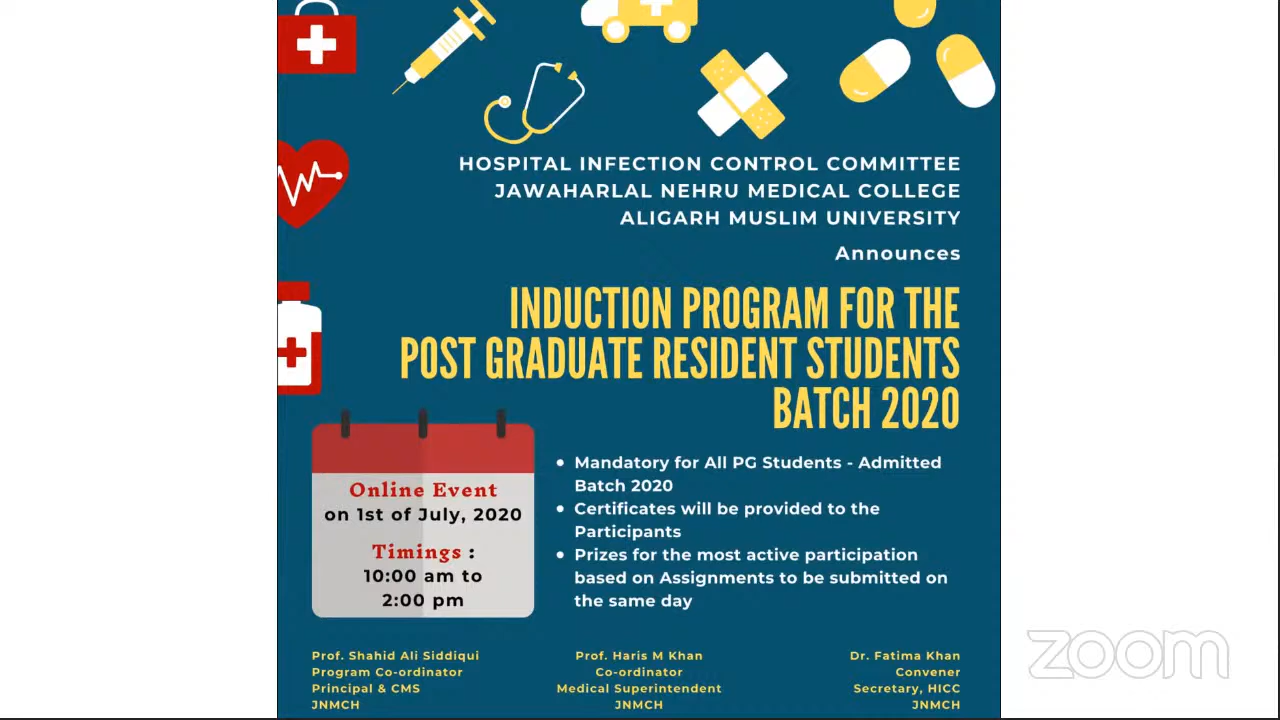 HOSPITAL INFECTION CONTROL COMMITTEE
JAWAHARLAL NEHRU MEDICAL COLLEGE
ALIGARH MUSLIM UNIVERSITY
Announces
INDUCTION PROGRAM FOR THE
POST GRADUATE RESIDENT STUDENTS
BATCH 2020
Online Event
on 1st of July, 2020
Timings :
10:00 am to
2:00 pm
• Mandatory for All PG Students - Admitted
Batch 2020
• Certificates will be provided to the
Participants
• Prizes for the most active participation
based on Assignments to be submitted on
the same day
Prof. Shahid Ali Siddiqui
Program Co-ordinator
Principal & CMS
JNMCH
Prof. Haris M Khan
Co-ordinator
Medical Superintendent
JNMCH
Dr. Fatima Khan
Convener
Secretary, HICC
JNMCH
zoom